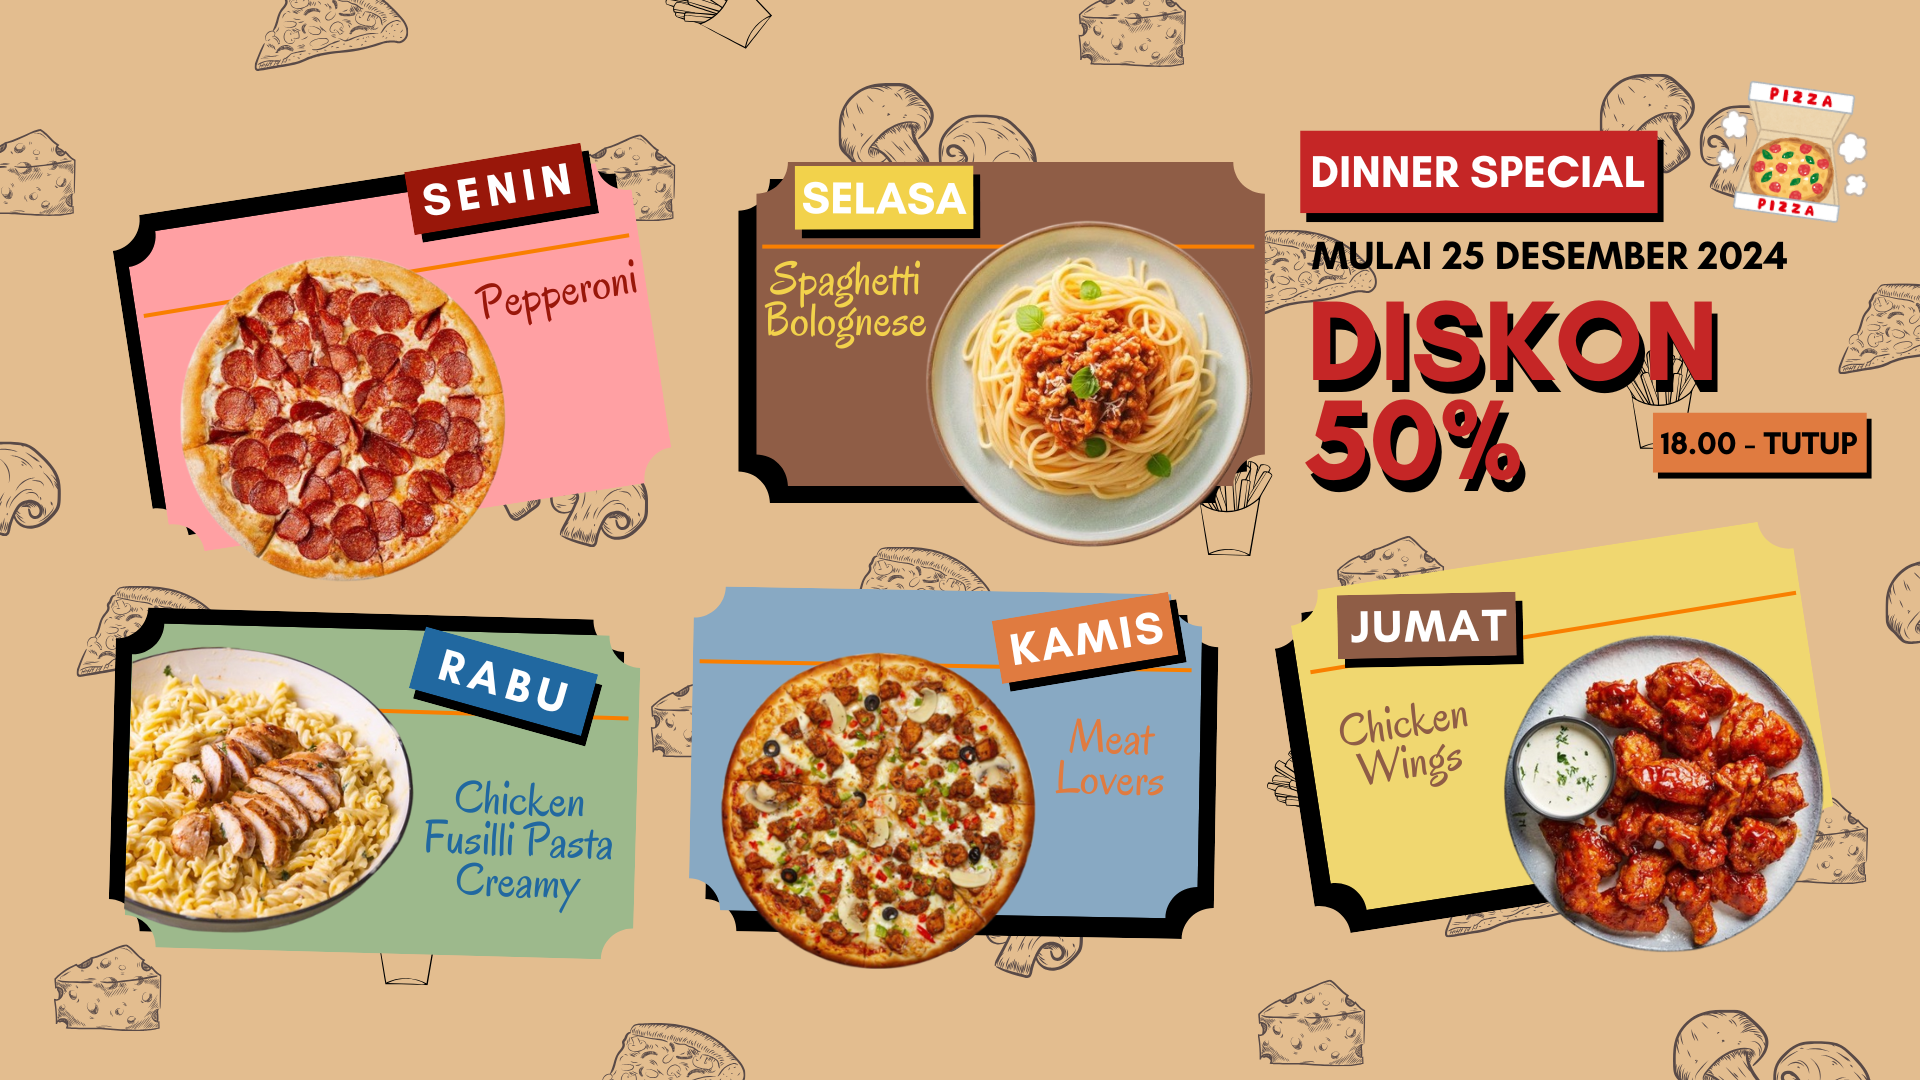 SENIN
Pepperoni
SELASA
Spaghetti
Bolognese
DINNER SPECIAL
PIZZA
PIZZA
MULAI 25 DESEMBER 2024
DISKON
50%
18.00 - TUTUP
RABU
Chicken
Fusilli Pasta
Creamy
KAMIS
Meat
Lovers
JUMAT
Chicken
Wings